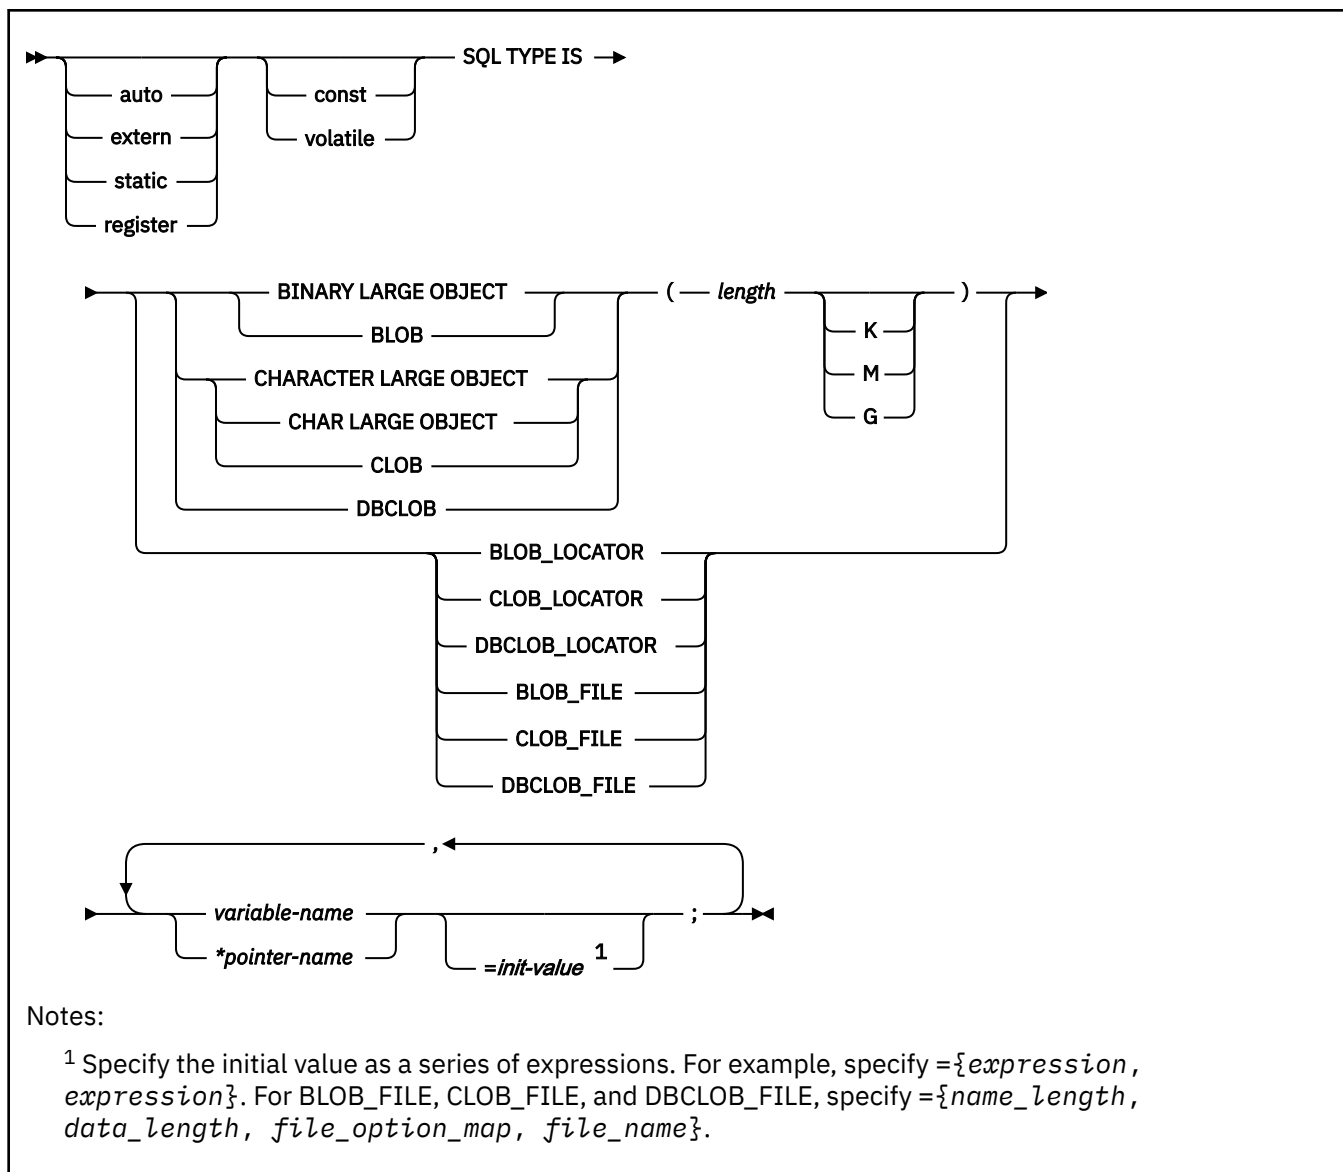 SQL TYPE IS
auto const
extern volatile
static
register
BINARY LARGE OBJECT ( length )
BLOB K
CHARACTER LARGE OBJECT M
CHAR LARGE OBJECT G
CLOB
DBCLOB
BLOB_LOCATOR
CLOB_LOCATOR
DBCLOB_LOCATOR
BLOB_FILE
CLOB_FILE
DBCLOB_FILE
,
variable-name ;
*pointer-name =init-value 1
Notes:
1 Specify the initial value as a series of expressions. For example, specify ={expression,
expression}. For BLOB_FILE, CLOB_FILE, and DBCLOB_FILE, specify ={name_length,
data_length, file_option_map, file_name}.